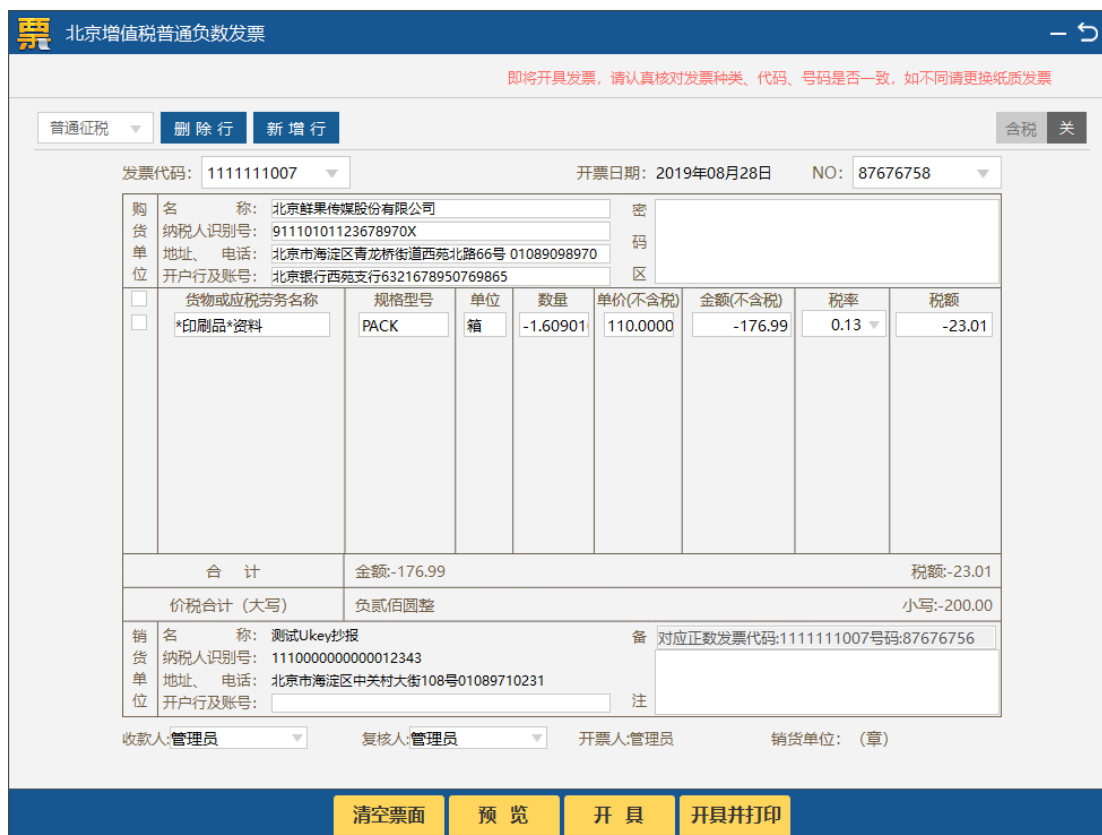 票 北京增值税普通负数发票
即将开具发票，请认真核对发票种类、代码、号码是否一致，如不同请更换纸质发票
普通征税 删除行 新增行 含税 关
发票代码： 1111111007 开票日期： 2019年08月28日 NO： 87676758
购货单位
名 称： 北京鲜果传媒股份有限公司
纳税人识别号： 91110101123678970X
地址、 电话： 北京市海淀区青龙桥街道西苑北路66号 01089098970
开户行及账号： 北京银行西苑支行6321678950769865
密码区
货物或应税劳务名称 规格型号 单位 数量 单价(不含税) 金额(不含税) 税率 税额
*印刷品*资料 PACK 箱 -1.60901 110.0000 -176.99 0.13 -23.01
合 计 金额:-176.99 税额:-23.01
价税合计（大写） 负贰佰圆整 小写:-200.00
销货单位
名 称： 测试Ukey抄报
纳税人识别号： 1110000000000012343
地址、 电话： 北京市海淀区中关村大街108号01089710231
开户行及账号：
备注
对应正数发票代码:1111111007号码:87676756
收款人:管理员 复核人:管理员 开票人:管理员 销货单位：（章）
清空票面 预 览 开 具 开具并打印